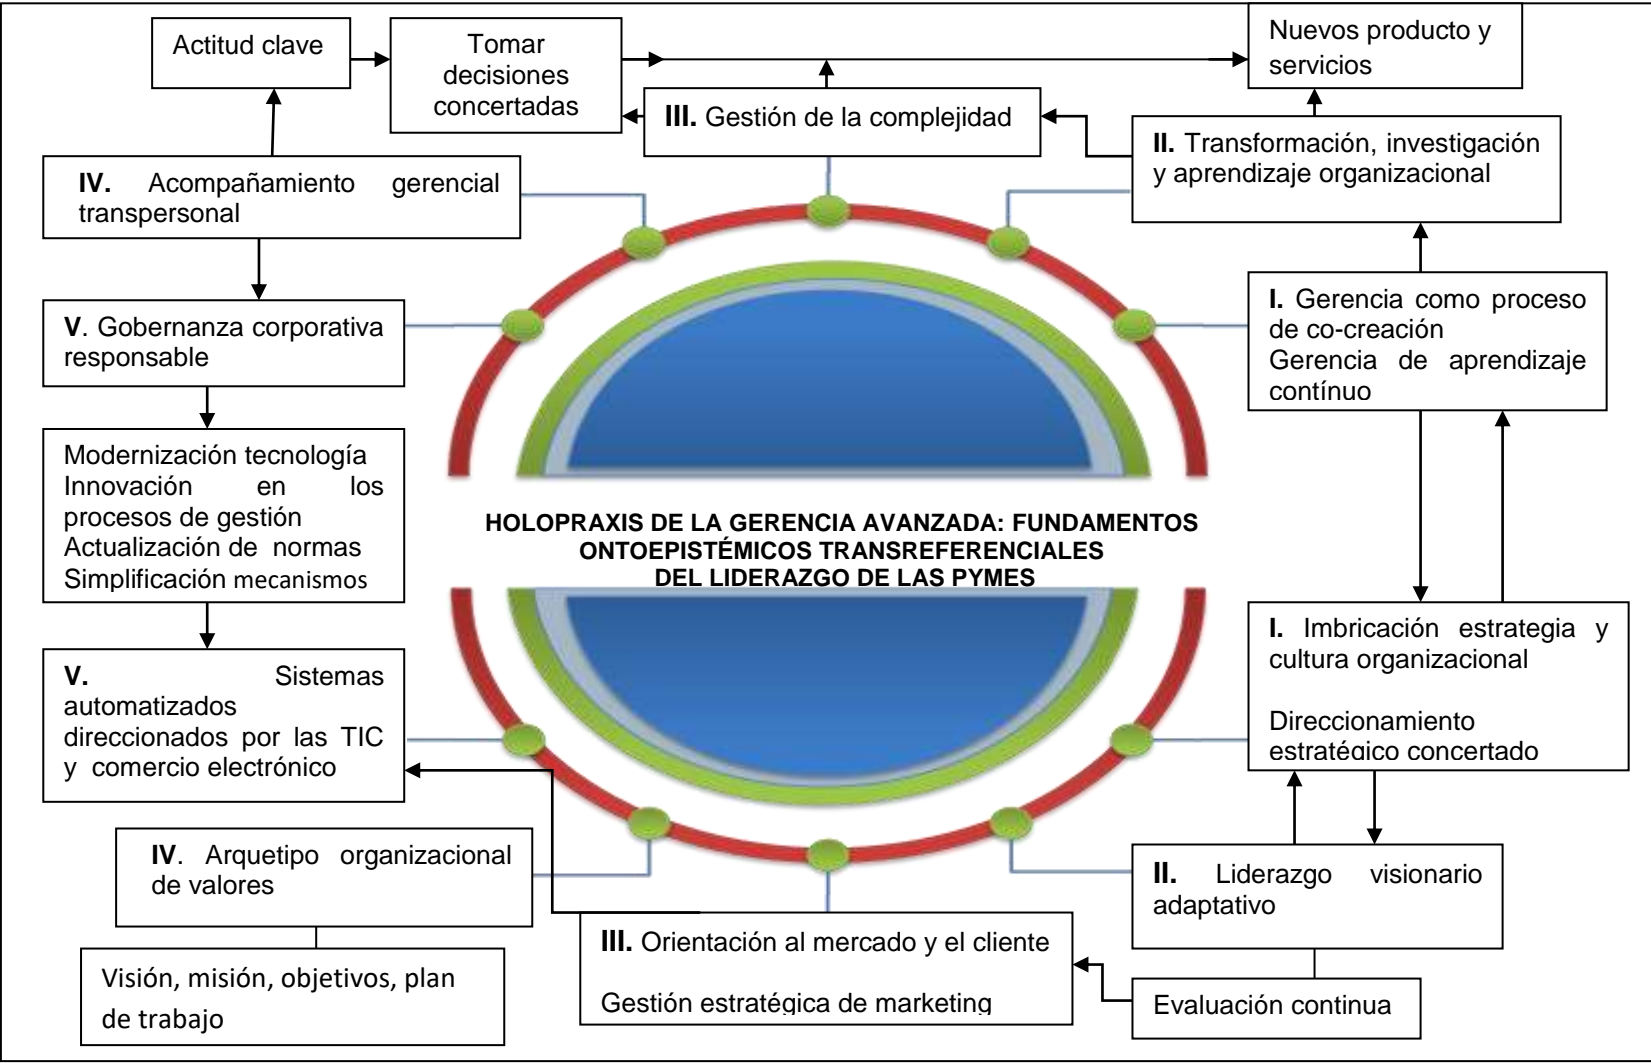 Actitud clave
Tomar
decisiones
concertadas
Nuevos producto y
servicios
III. Gestión de la complejidad
II. Transformación, investigación
y aprendizaje organizacional
IV. Acompañamiento gerencial
transpersonal
I. Gerencia como proceso
de co-creación
Gerencia de aprendizaje
contínuo
V. Gobernanza corporativa
responsable
Modernización tecnología
Innovación en los
procesos de gestión
Actualización de normas
Simplificación mecanismos
HOLOPRAXIS DE LA GERENCIA AVANZADA: FUNDAMENTOS
ONTOEPISTÉMICOS TRANSREFERENCIALES
DEL LIDERAZGO DE LAS PYMES
I. Imbricación estrategia y
cultura organizacional
Direccionamiento
estratégico concertado
V. Sistemas
automatizados
direccionados por las TIC
y comercio electrónico
IV. Arquetipo organizacional
de valores
II. Liderazgo visionario
adaptativo
III. Orientación al mercado y el cliente
Gestión estratégica de marketing
Visión, misión, objetivos, plan
de trabajo
Evaluación continua